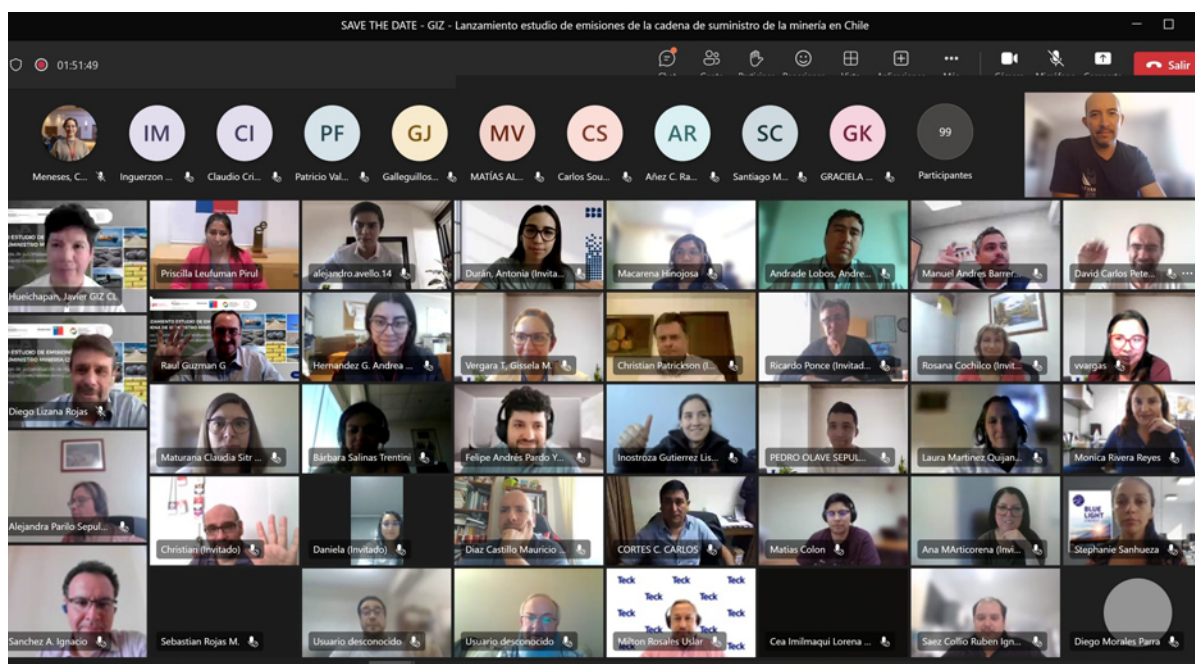 SAVE THE DATE - GIZ - Lanzamiento estudio de emisiones de la cadena de suministro de la minería en Chile
01:51:49
Salir
IM CI PF GJ MV CS AR SC GK 99
Meneses, C... Inguerzon ... Claudio Cri... Patricio Val... Galleguillos... MATÍAS AL... Carlos Sou... Añez C. Ra... Santiago M... GRACIELA ... Participantes
Hueichapan, Javier GIZ CL
Priscilla Leufuman Pirul
alejandro.avello.14
Durán, Antonia (Invita...
Macarena Hinojosa
Andrade Lobos, Andre...
Manuel Andres Barrer...
David Carlos Pete...
Diego Lizana Rojas
Raul Guzman G
Hernandez G. Andrea ...
Vergara T, Gissela M.
Christian Patrickson (I...
Ricardo Ponce (Invitad...
Rosana Cochilco (Invit...
vvargas
Maturana Claudia Sitr ...
Bárbara Salinas Trentini
Felipe Andrés Pardo Y...
Inostroza Gutierrez Lis...
PEDRO OLAVE SEPUL...
Laura Martinez Quijan...
Monica Rivera Reyes
Alejandra Parilo Sepul...
Christian (Invitado)
Daniela (Invitado)
Diaz Castillo Mauricio ...
CORTES C. CARLOS
Matias Colon
Ana MArticorena (Invi...
BLUE
LIGHT
Stephanie Sanhueza
Sanchez A. Ignacio
Sebastian Rojas M.
Usuario desconocido
Usuario desconocido
Teck Teck Teck
Teck
Teck
Milton Rosales Uslar
Cea Imilmaqui Lorena ...
Saez Collio Ruben Ign...
Diego Morales Parra